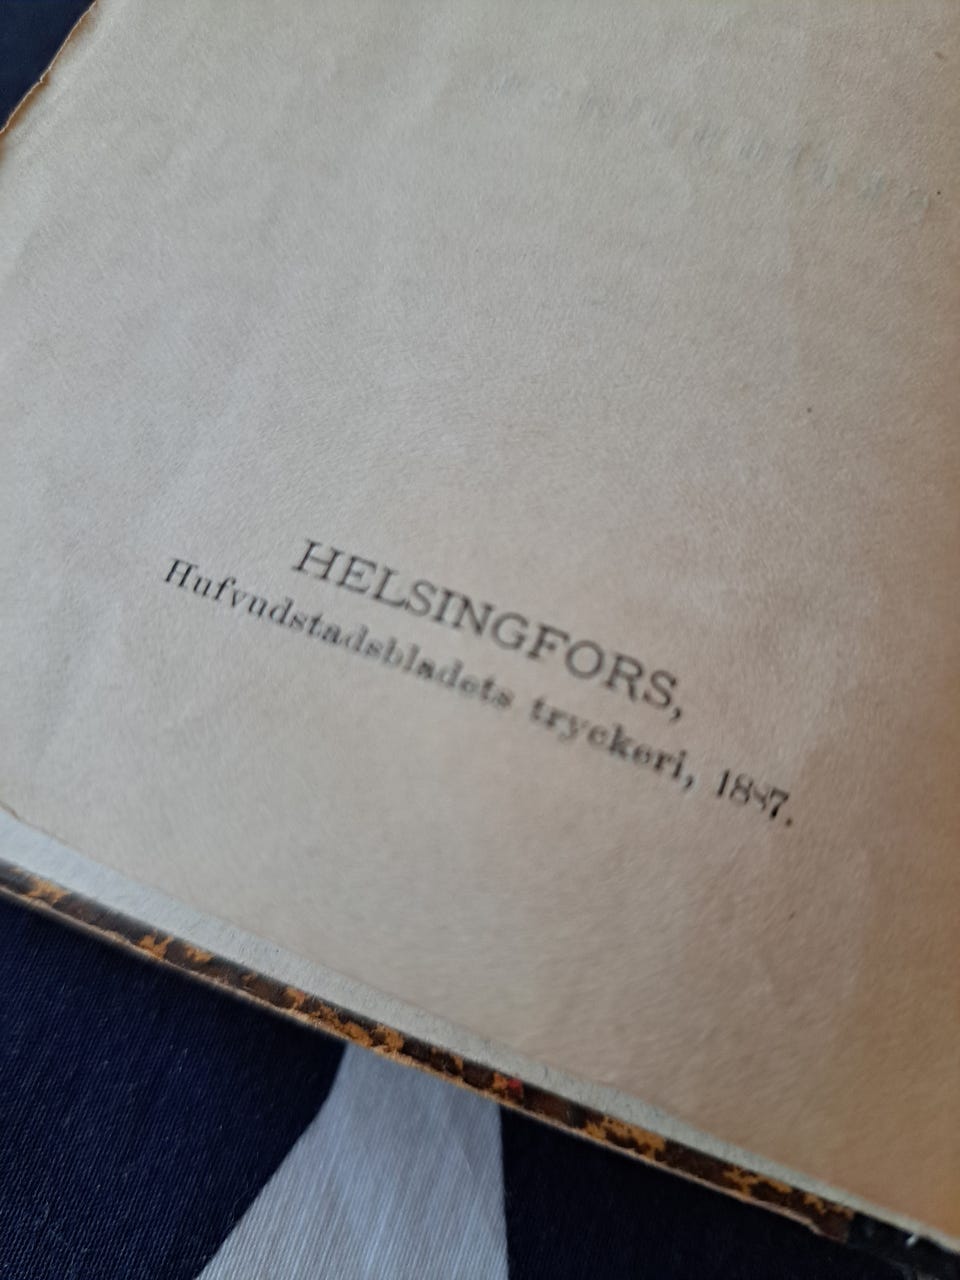 HELSINGFORS,
Hufvudstadsbladets tryckeri, 1887.